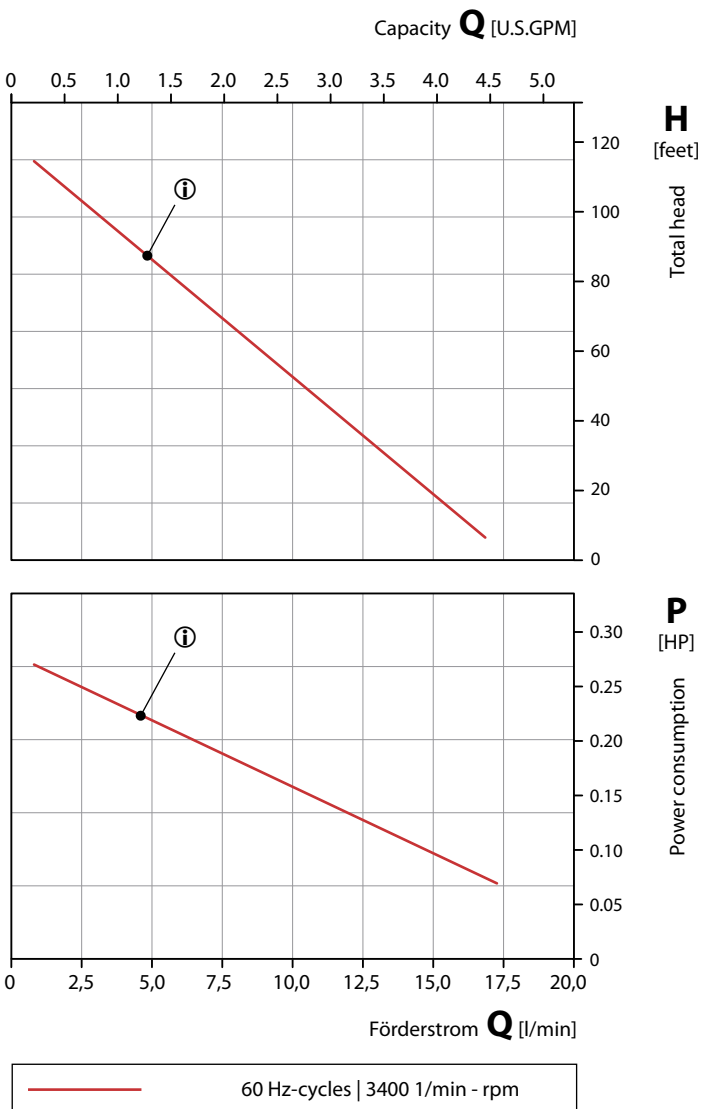 Capacity Q [U.S.GPM]
0 0.5 1.0 1.5 2.0 2.5 3.0 3.5 4.0 4.5 5.0
H
[feet]
Total head
120
100
80
60
40
20
0
i
P
[HP]
Power consumption
0.30
0.25
0.20
0.15
0.10
0.05
0
i
0 2,5 5,0 7,5 10,0 12,5 15,0 17,5 20,0
Förderstrom Q [l/min]
60 Hz-cycles | 3400 1/min - rpm